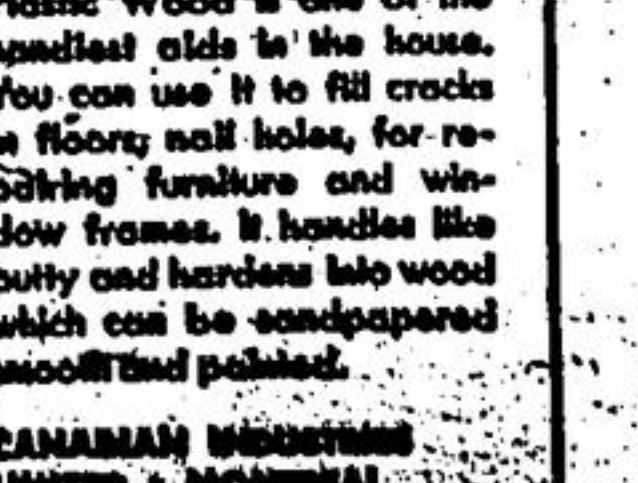 Plastic Wood is one of the
handiest aids in the house.
You can use it to fill cracks
in floors, nail holes, for re-
pairing furniture and win-
dow frames. It handles like
putty and hardens into wood
which can be sandpapered
smooth and painted.
CANADIAN INDUSTRIES
LIMITED • MONTREAL